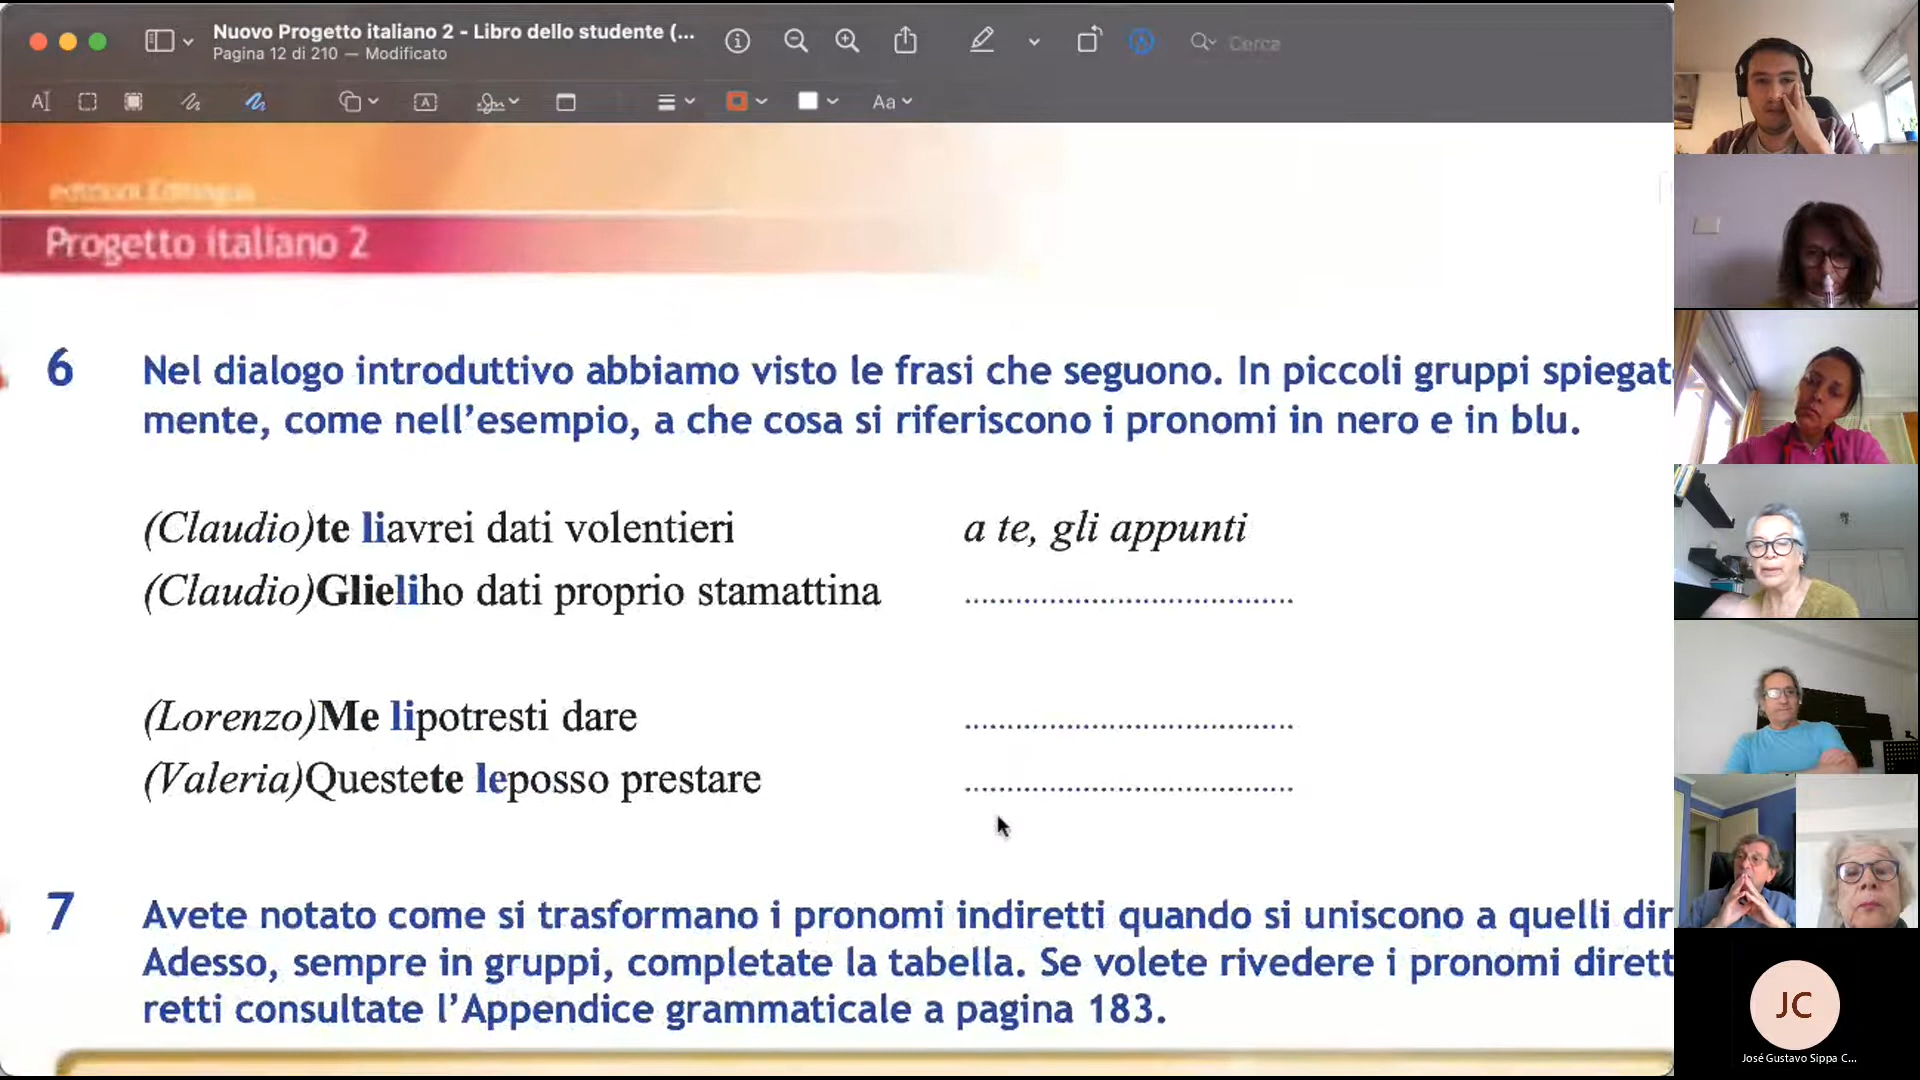 Nuovo Progetto italiano 2 - Libro dello studente (...
Pagina 12 di 210 — Modificato
Cerca
A
Aa
edizioni Edilingua
Progetto italiano 2
6 Nel dialogo introduttivo abbiamo visto le frasi che seguono. In piccoli gruppi spiegat
mente, come nell’esempio, a che cosa si riferiscono i pronomi in nero e in blu.
(Claudio)te liavrei dati volentieri a te, gli appunti
(Claudio)Glieliho dati proprio stamattina ......................................
(Lorenzo)Me lipotresti dare ......................................
(Valeria)Questete leposso prestare ......................................
7 Avete notato come si trasformano i pronomi indiretti quando si uniscono a quelli dir
Adesso, sempre in gruppi, completate la tabella. Se volete rivedere i pronomi dirett
retti consultate l’Appendice grammaticale a pagina 183.
JC
José Gustavo Sippa C...